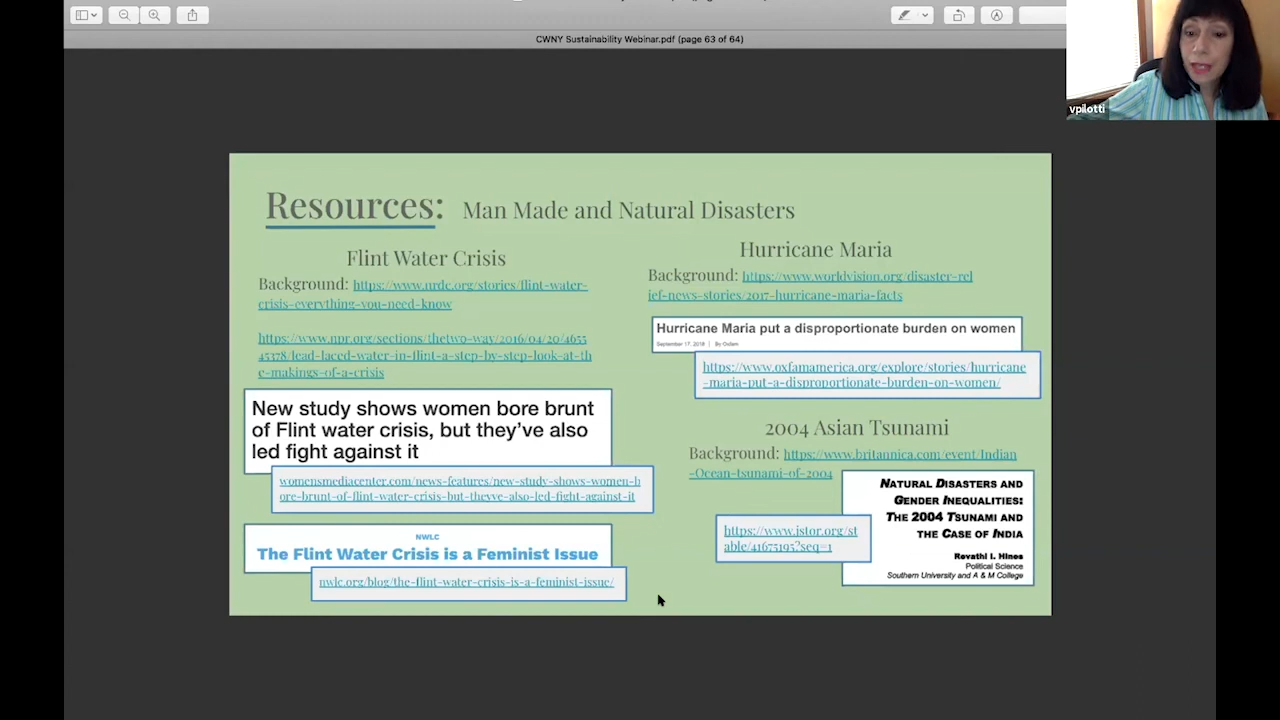 CWNY Sustainability Webinar.pdf (page 63 of 64)
vpilotti
Resources: Man Made and Natural Disasters
Flint Water Crisis
Background: https://www.nrdc.org/stories/flint-water-
crisis-everything-you-need-know
https://www.npr.org/sections/thetwo-way/2016/04/20/4655
45378/lead-laced-water-in-flint-a-step-by-step-look-at-th
e-makings-of-a-crisis
New study shows women bore brunt
of Flint water crisis, but they've also
led fight against it
womensmediacenter.com/news-features/new-study-shows-women-b
ore-brunt-of-flint-water-crisis-but-theyve-also-led-fight-against-it
NWLC
The Flint Water Crisis is a Feminist Issue
nwlc.org/blog/the-flint-water-crisis-is-a-feminist-issue/
Hurricane Maria
Background: https://www.worldvision.org/disaster-rel
ief-news-stories/2017-hurricane-maria-facts
Hurricane Maria put a disproportionate burden on women
September 17, 2018 | By Oxfam
https://www.oxfamamerica.org/explore/stories/hurricane
-maria-put-a-disproportionate-burden-on-women/
2004 Asian Tsunami
Background: https://www.britannica.com/event/Indian
-Ocean-tsunami-of-2004
NATURAL DISASTERS AND
GENDER INEQUALITIES:
THE 2004 TSUNAMI AND
THE CASE OF INDIA
Revathi I. Hines
Political Science
Southern University and A & M College
https://www.jstor.org/st
able/41675195?seq=1